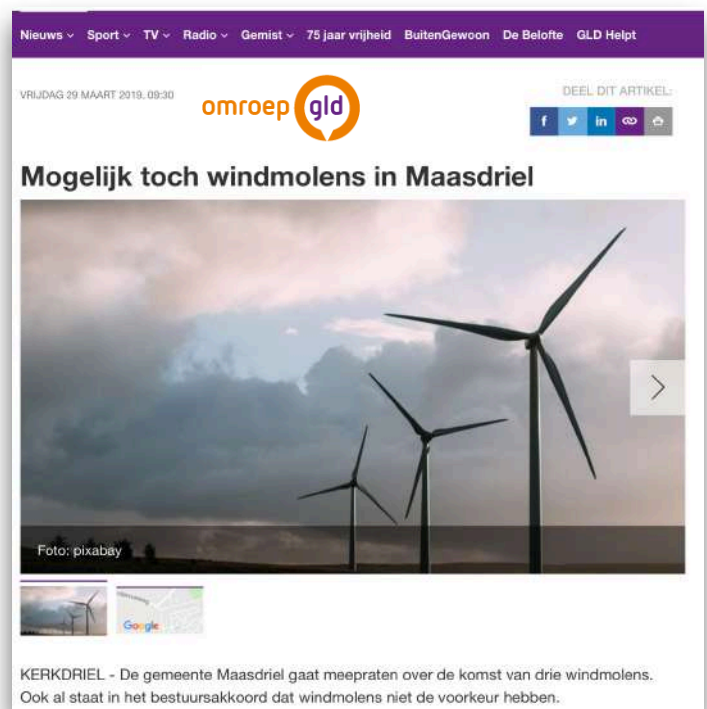 Nieuws Sport TV Radio Gemist 75 jaar vrijheid BuitenGewoon De Belofte GLD Helpt
VRIJDAG 29 MAART 2019, 09:30
omroep gld
DEEL DIT ARTIKEL:
f in
Mogelijk toch windmolens in Maasdriel
Foto: pixabay
Google
KERKDRIEL - De gemeente Maasdriel gaat meepraten over de komst van drie windmolens.
Ook al staat in het bestuursakkoord dat windmolens niet de voorkeur hebben.